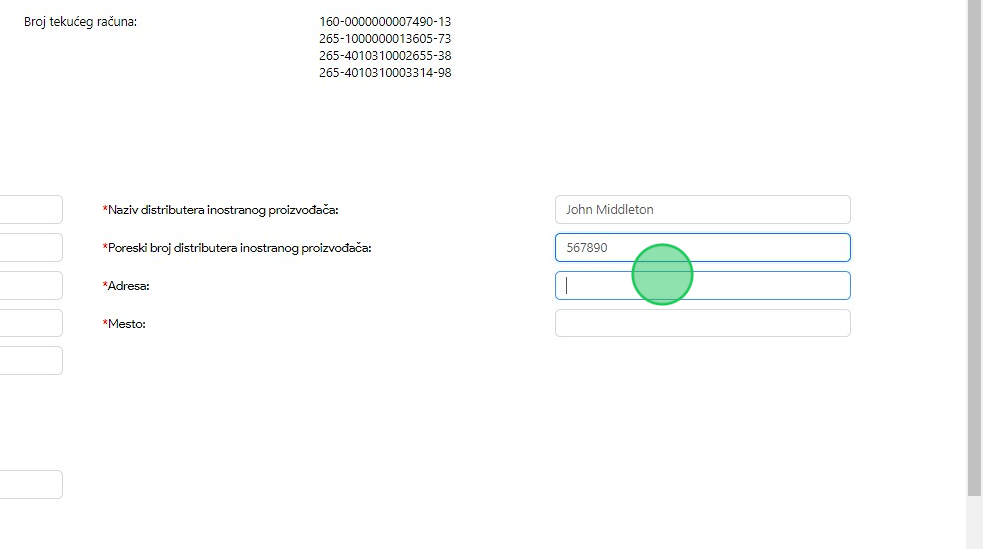 Broj tekućeg računa: 160-0000000007490-13
265-1000000013605-73
265-4010310002655-38
265-4010310003314-98
*Naziv distributera inostranog proizvođača: John Middleton
*Poreski broj distributera inostranog proizvođača: 567890
*Adresa:
*Mesto: